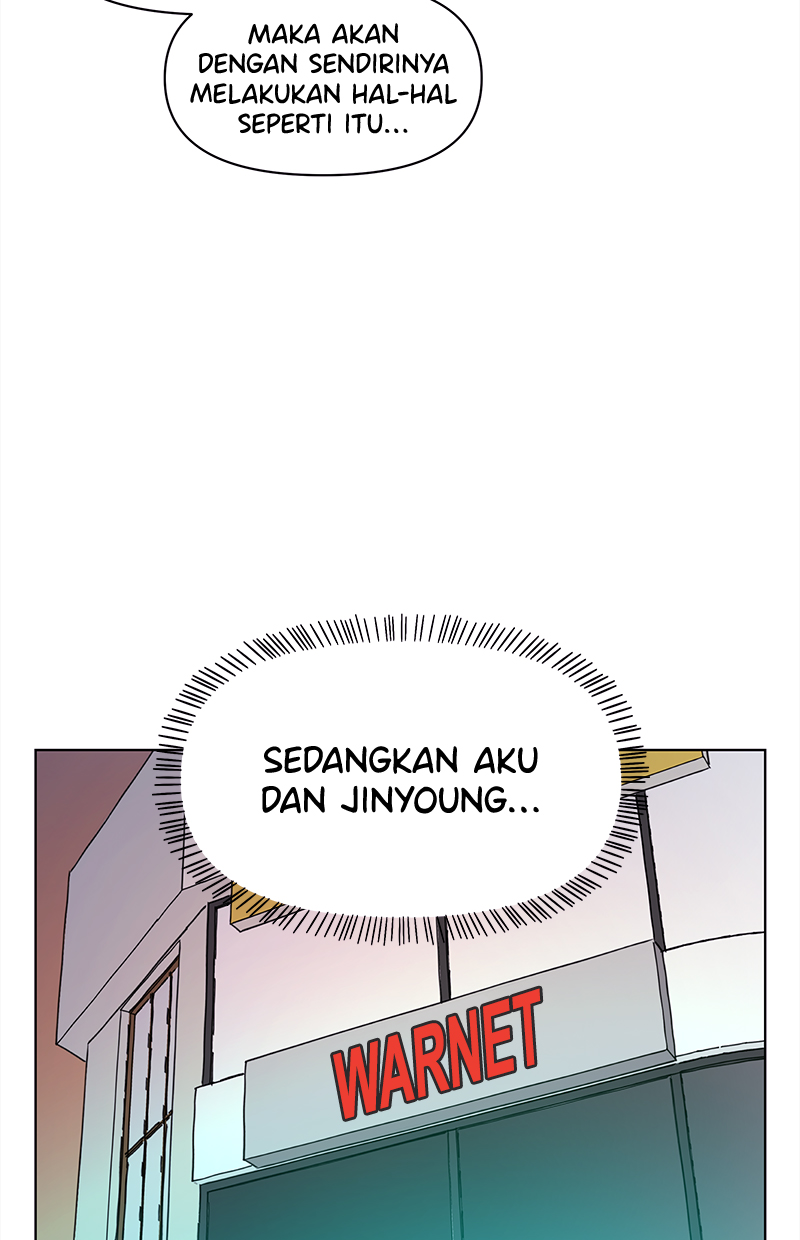 MAKA AKAN
DENGAN SENDIRINYA
MELAKUKAN HAL-HAL
SEPERTI ITU...
SEDANGKAN AKU
DAN JINYOUNG...
WARNET